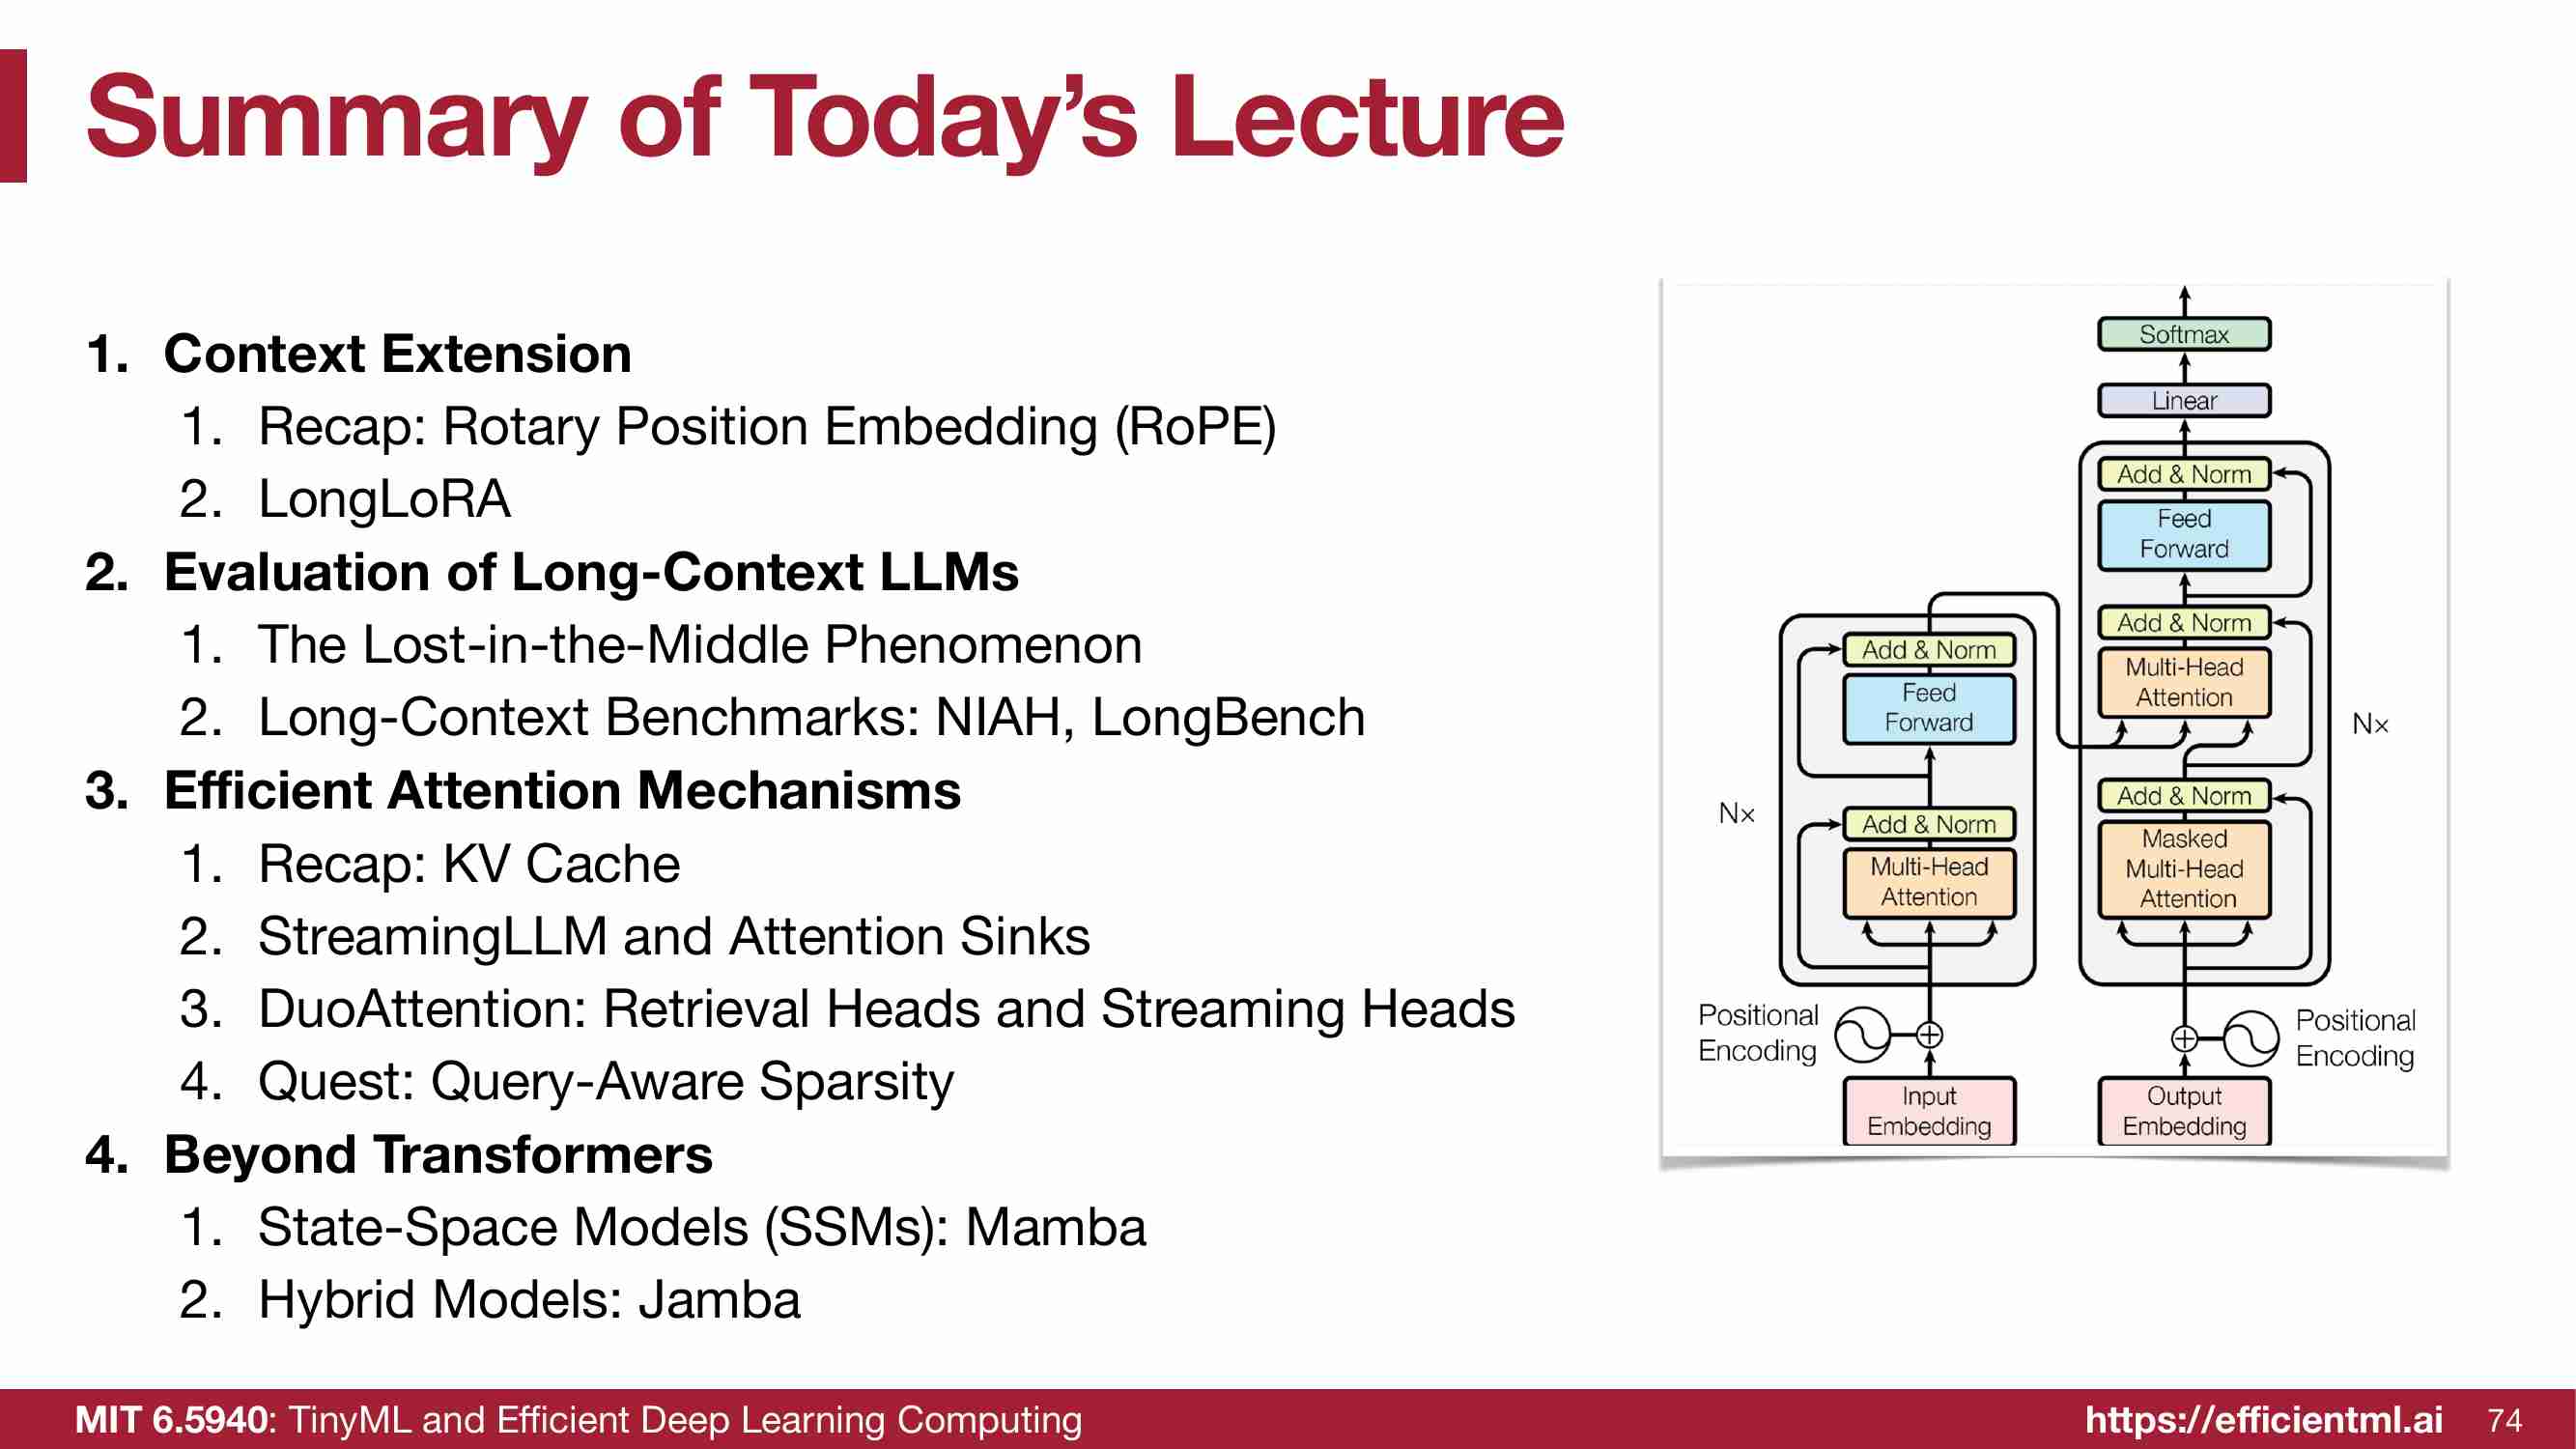 Summary of Today’s Lecture
1. Context Extension
1. Recap: Rotary Position Embedding (RoPE)
2. LongLoRA
2. Evaluation of Long-Context LLMs
1. The Lost-in-the-Middle Phenomenon
2. Long-Context Benchmarks: NIAH, LongBench
3. Efficient Attention Mechanisms
1. Recap: KV Cache
2. StreamingLLM and Attention Sinks
3. DuoAttention: Retrieval Heads and Streaming Heads
4. Quest: Query-Aware Sparsity
4. Beyond Transformers
1. State-Space Models (SSMs): Mamba
2. Hybrid Models: Jamba
Softmax
Linear
Add & Norm
Feed
Forward
Add & Norm
Multi-Head
Attention
Nx
Add & Norm
Masked
Multi-Head
Attention
Add & Norm
Feed
Forward
Nx
Add & Norm
Multi-Head
Attention
Positional
Encoding
Positional
Encoding
Input
Embedding
Output
Embedding
MIT 6.5940: TinyML and Efficient Deep Learning Computing
https://efficientml.ai
74